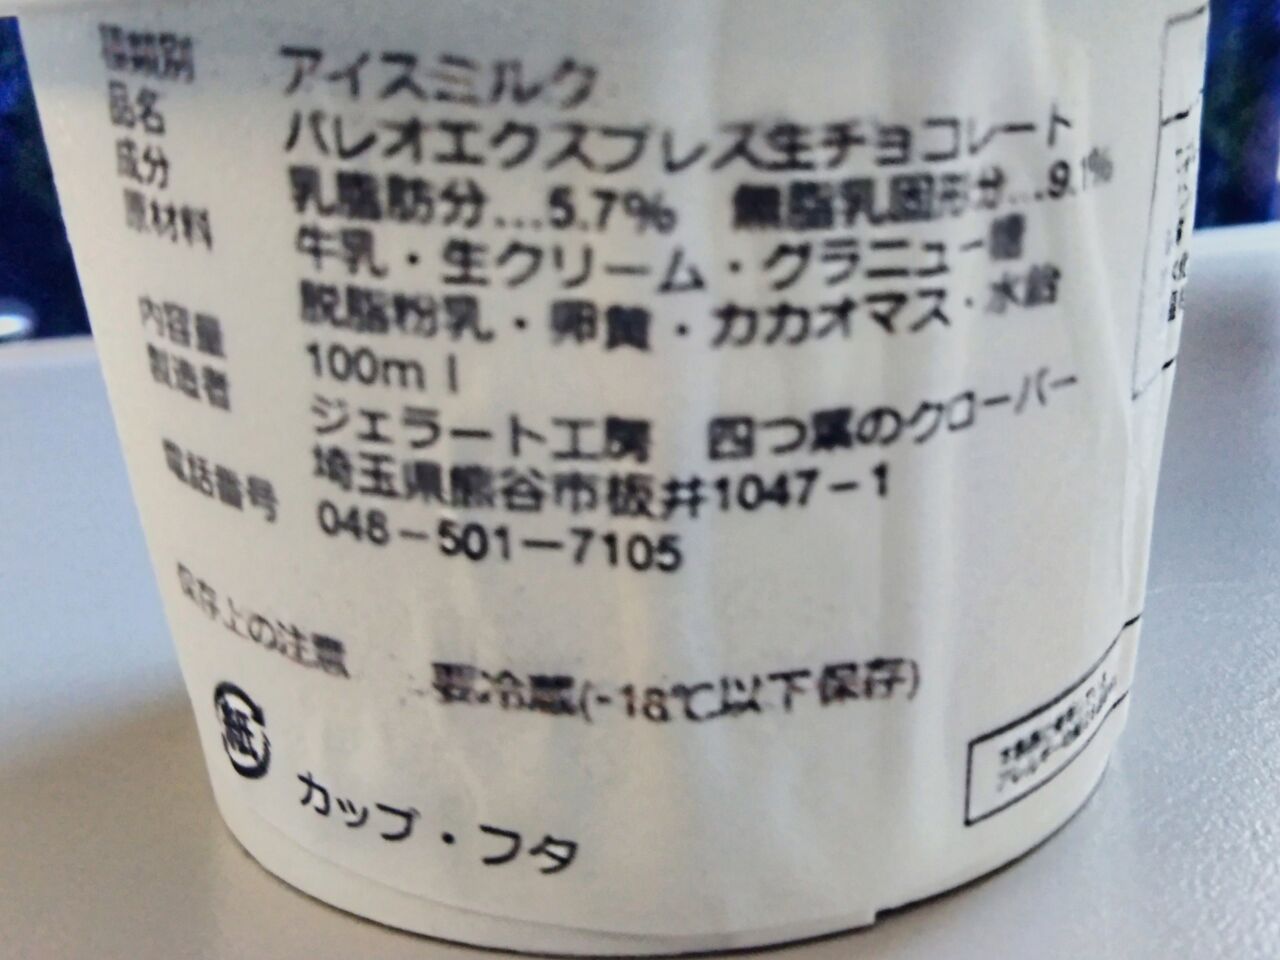 種類別 アイスミルク
品名 パレオエクスプレス生チョコレート
成分 乳脂肪分…5.7% 無脂乳固形分…9.1%
原材料 牛乳・生クリーム・グラニュー糖
脱脂粉乳・卵黄・カカオマス・水飴
内容量 100ml
製造者 ジェラート工房 四つ葉のクローバー
埼玉県熊谷市板井1047-1
電話番号 048-501-7105
保存上の注意 要冷蔵(-18℃以下保存)
紙
カップ・フタ